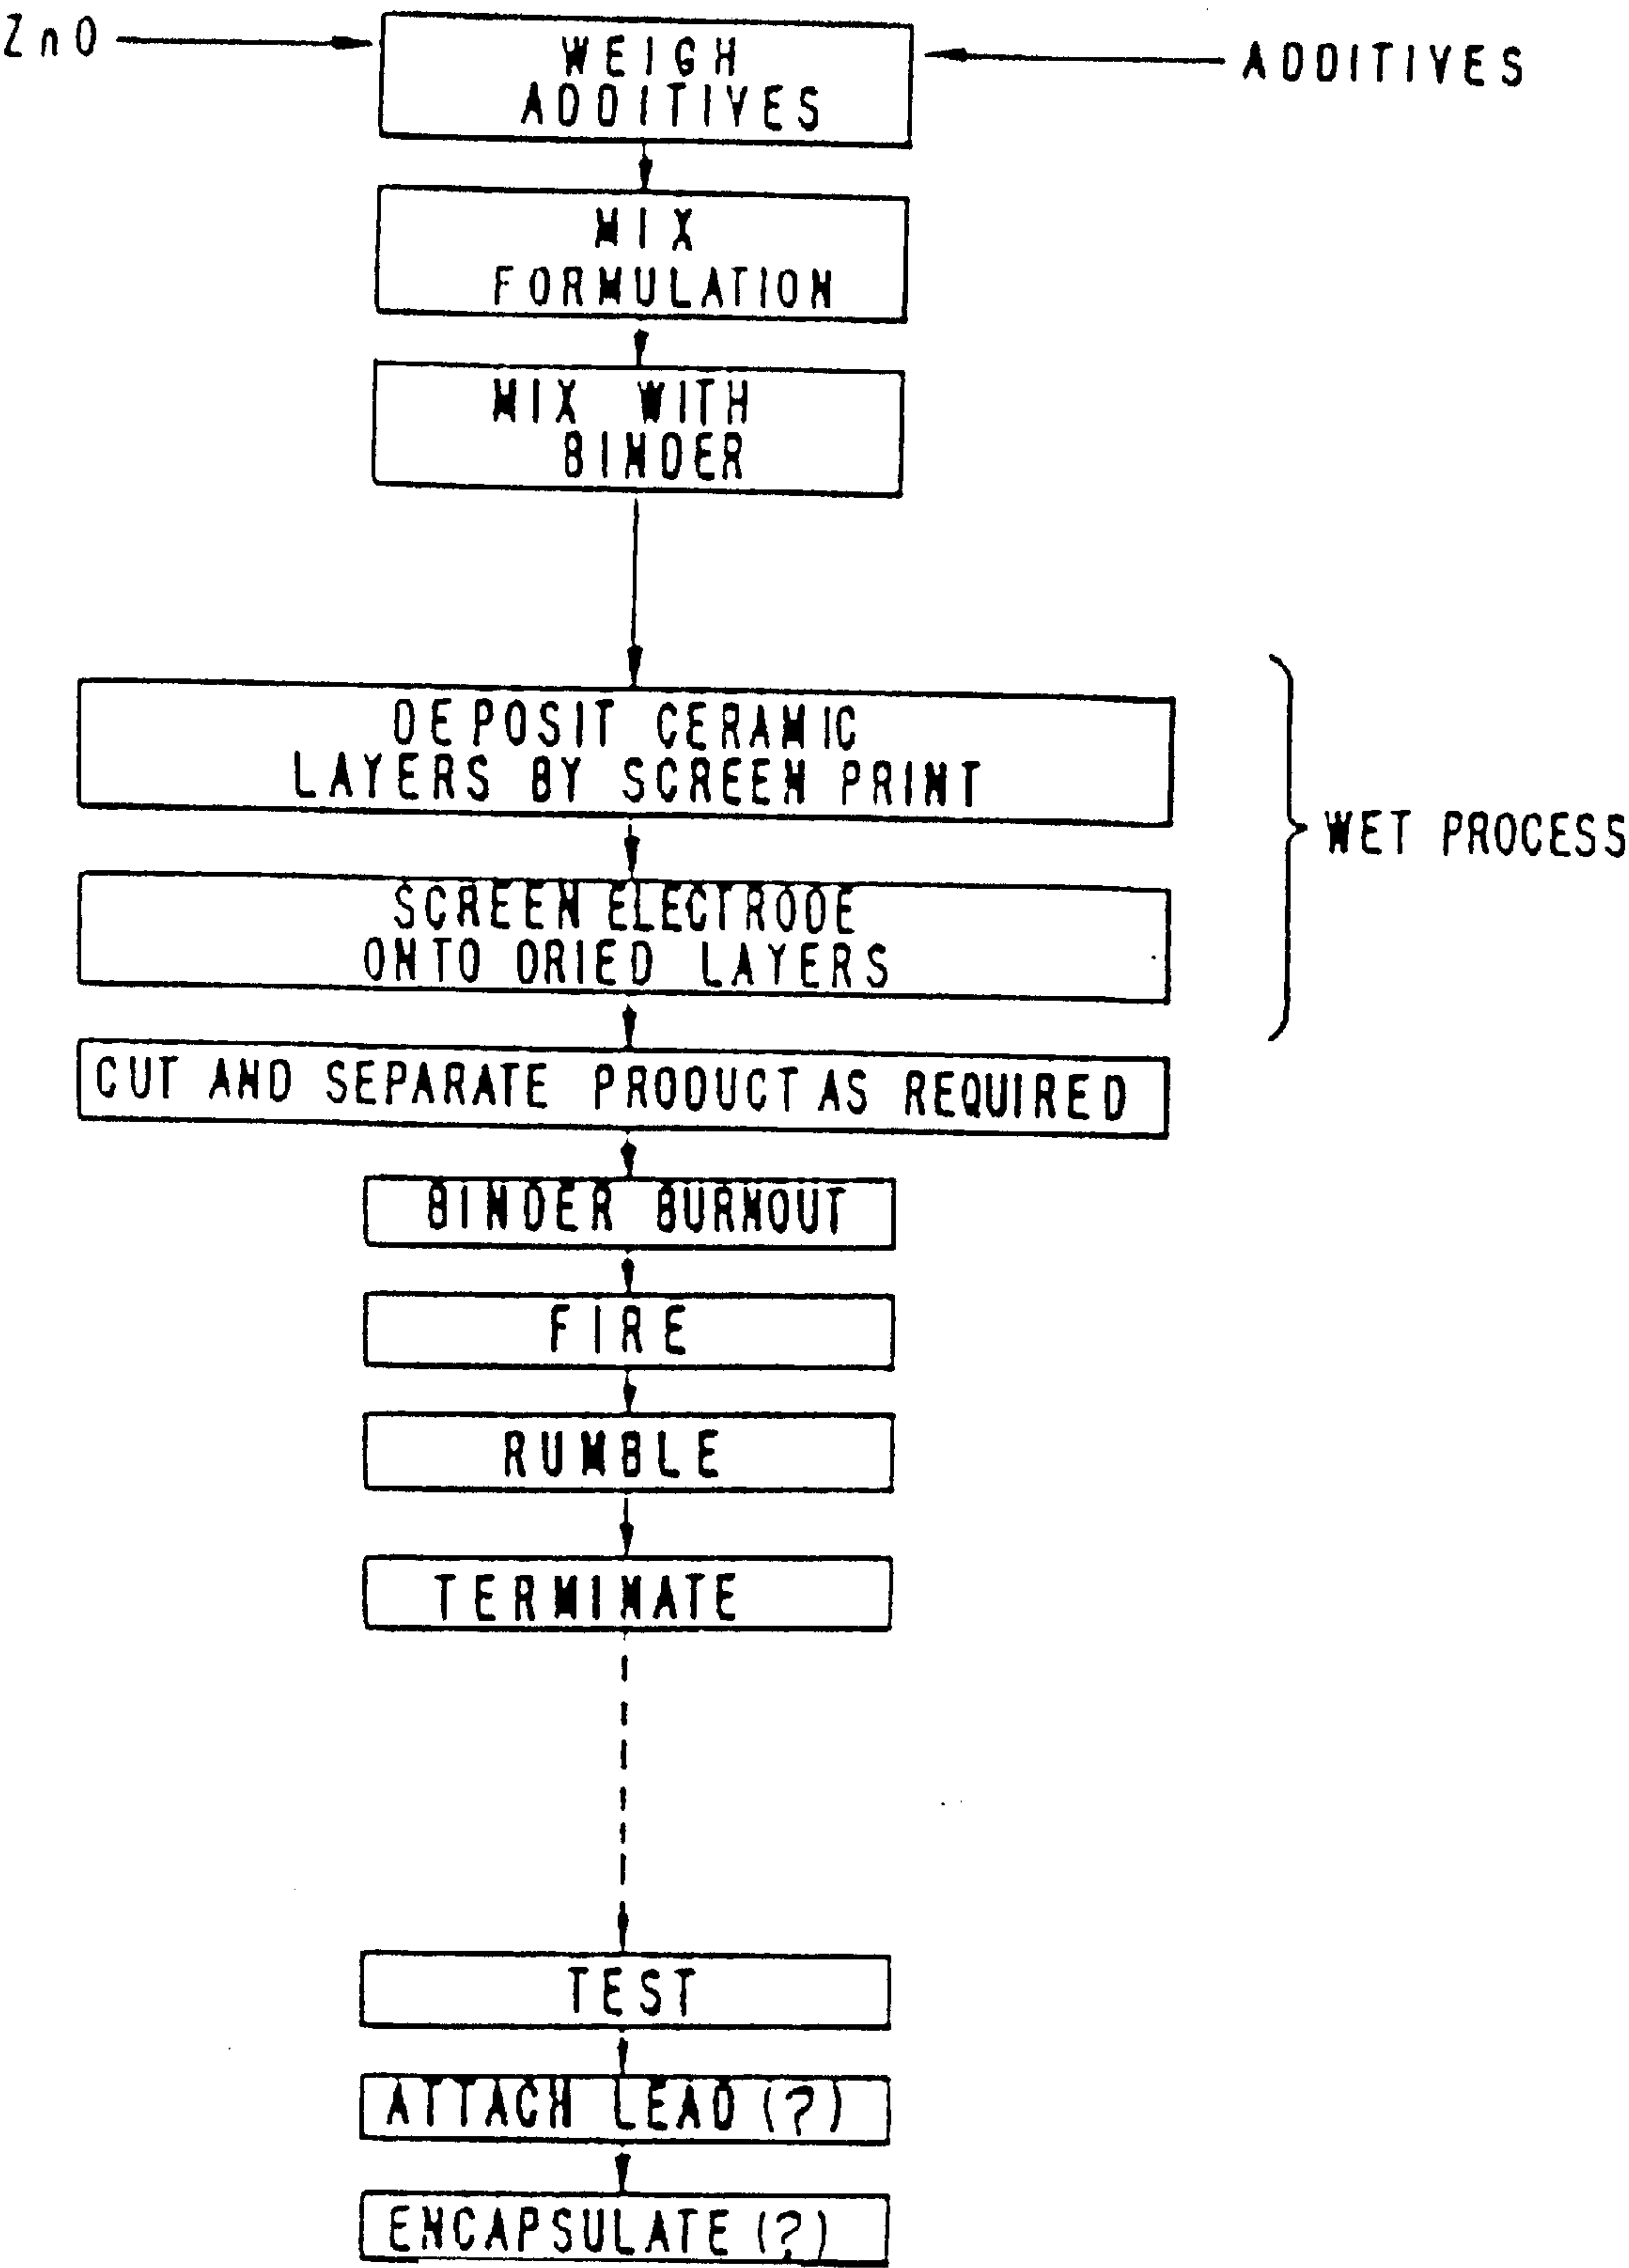 ZnO
WEIGH
ADDITIVES
ADDITIVES
MIX
FORMULATION
MIX WITH
BINDER
DEPOSIT CERAMIC
LAYERS BY SCREEN PRINT
SCREEN ELECTRODE
ONTO DRIED LAYERS
WET PROCESS
CUT AND SEPARATE PRODUCT AS REQUIRED
BINDER BURNOUT
FIRE
RUMBLE
TERMINATE
TEST
ATTACH LEAD (?)
ENCAPSULATE (?)